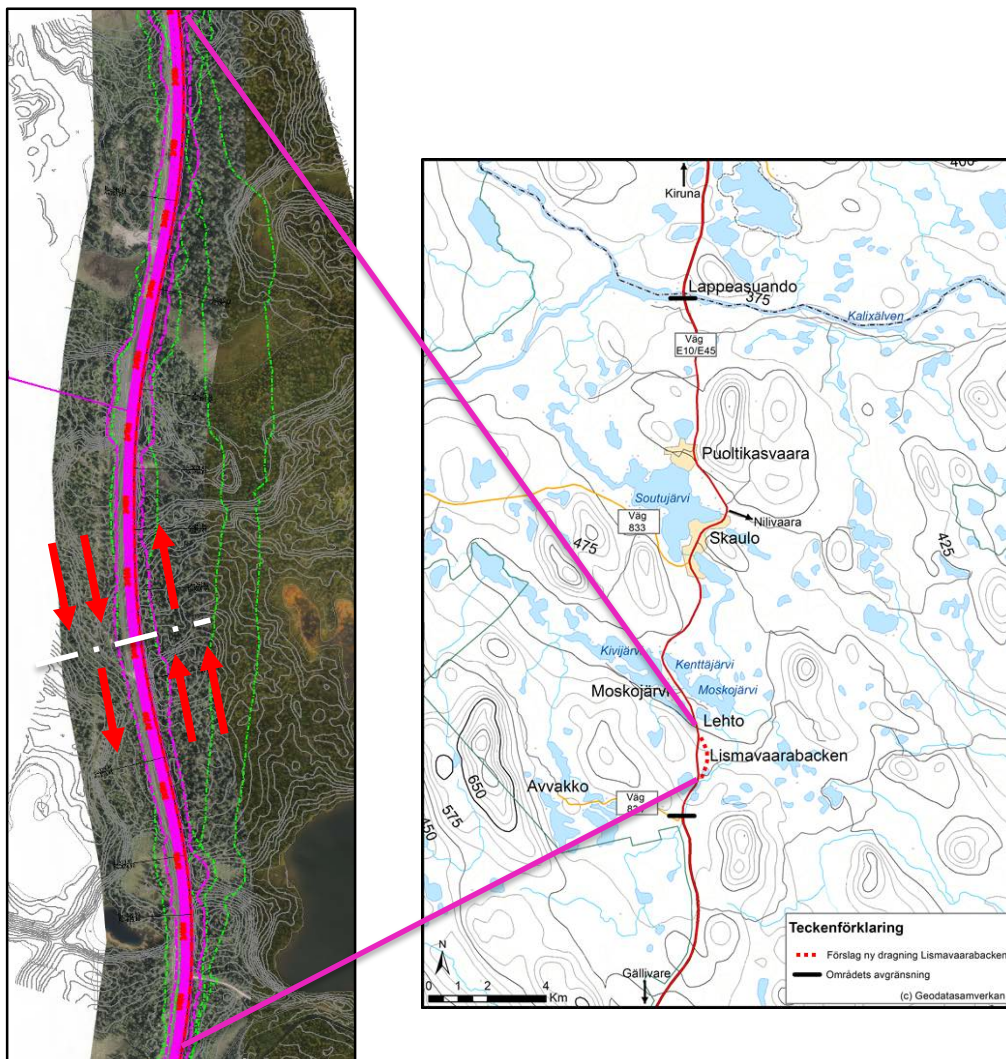 400
Kiruna
Lappeasuando
375
Kalixälven
Väg
E10/E45
Puoltikasvaara
Soutujärvi
Nilivaara
Väg
833
Skaulo
475
425
Kivijärvi
Kenttäjärvi
Moskojärvi
Moskojärvi
Lehto
Lismavaarabacken
650
Avvakko
Väg
575
450
Teckenförklaring
N
Förslag ny dragning Lismavaarabacken
Gällivare
Områdets avgränsning
0 1 2 4
Km
(c) Geodatasamverkan